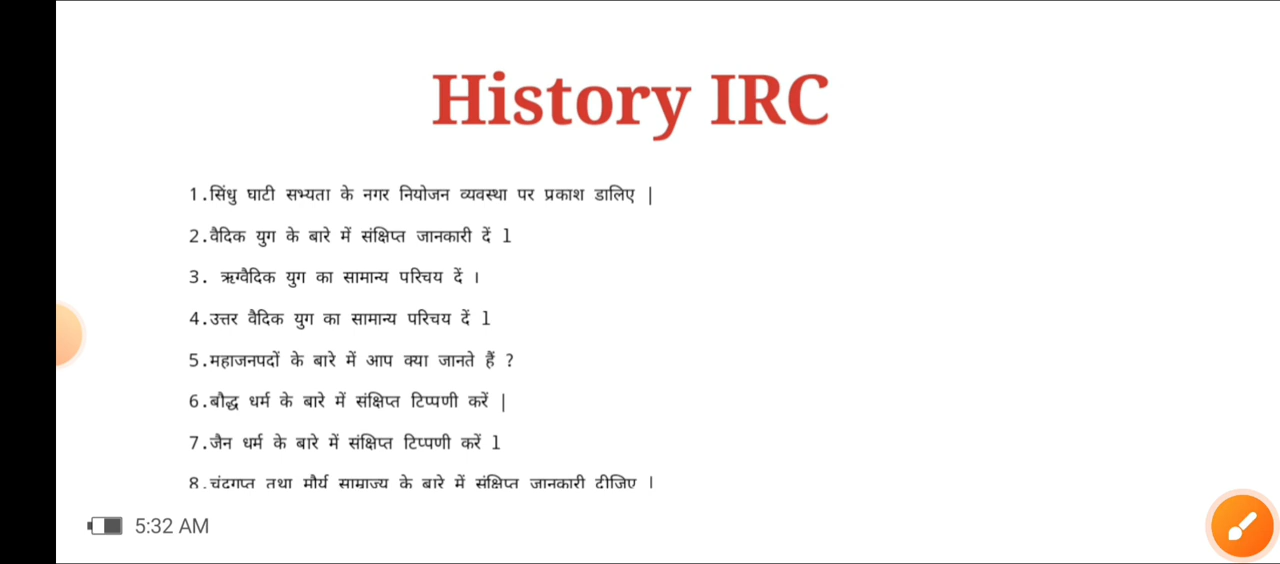 History IRC
1.सिंधु घाटी सभ्यता के नगर नियोजन व्यवस्था पर प्रकाश डालिए |
2.वैदिक युग के बारे में संक्षिप्त जानकारी दें l
3. ऋग्वैदिक युग का सामान्य परिचय दें ।
4.उत्तर वैदिक युग का सामान्य परिचय दें l
5.महाजनपदों के बारे में आप क्या जानते हैं ?
6.बौद्ध धर्म के बारे में संक्षिप्त टिप्पणी करें |
7.जैन धर्म के बारे में संक्षिप्त टिप्पणी करें l
8.चंद्रगुप्त तथा मौर्य साम्राज्य के बारे में संक्षिप्त जानकारी दीजिए |
5:32 AM